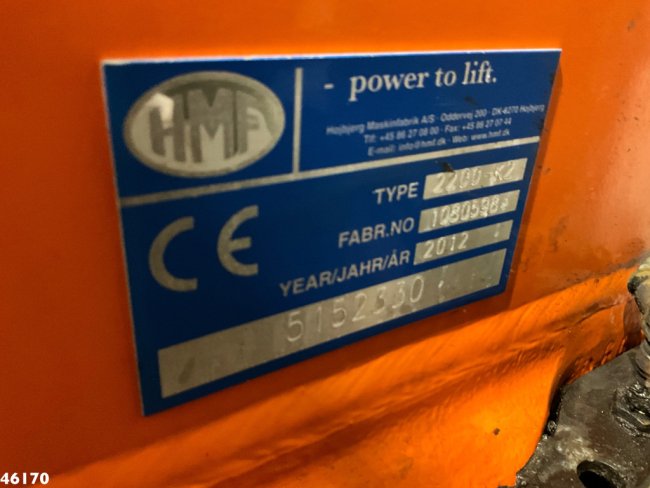 HMF
- power to lift.
Højbjerg Maskinfabrik A/S · Oddervej 200 · DK-8270 Højbjerg
Tlf: +45 86 27 08 00 · Fax: +45 86 27 07 44
E-mail: info@hmf.dk · Web: www.hmf.dk
CE
TYPE 2200-K2
FABR.NO
YEAR/JAHR/ÅR 2012
5152330
46170